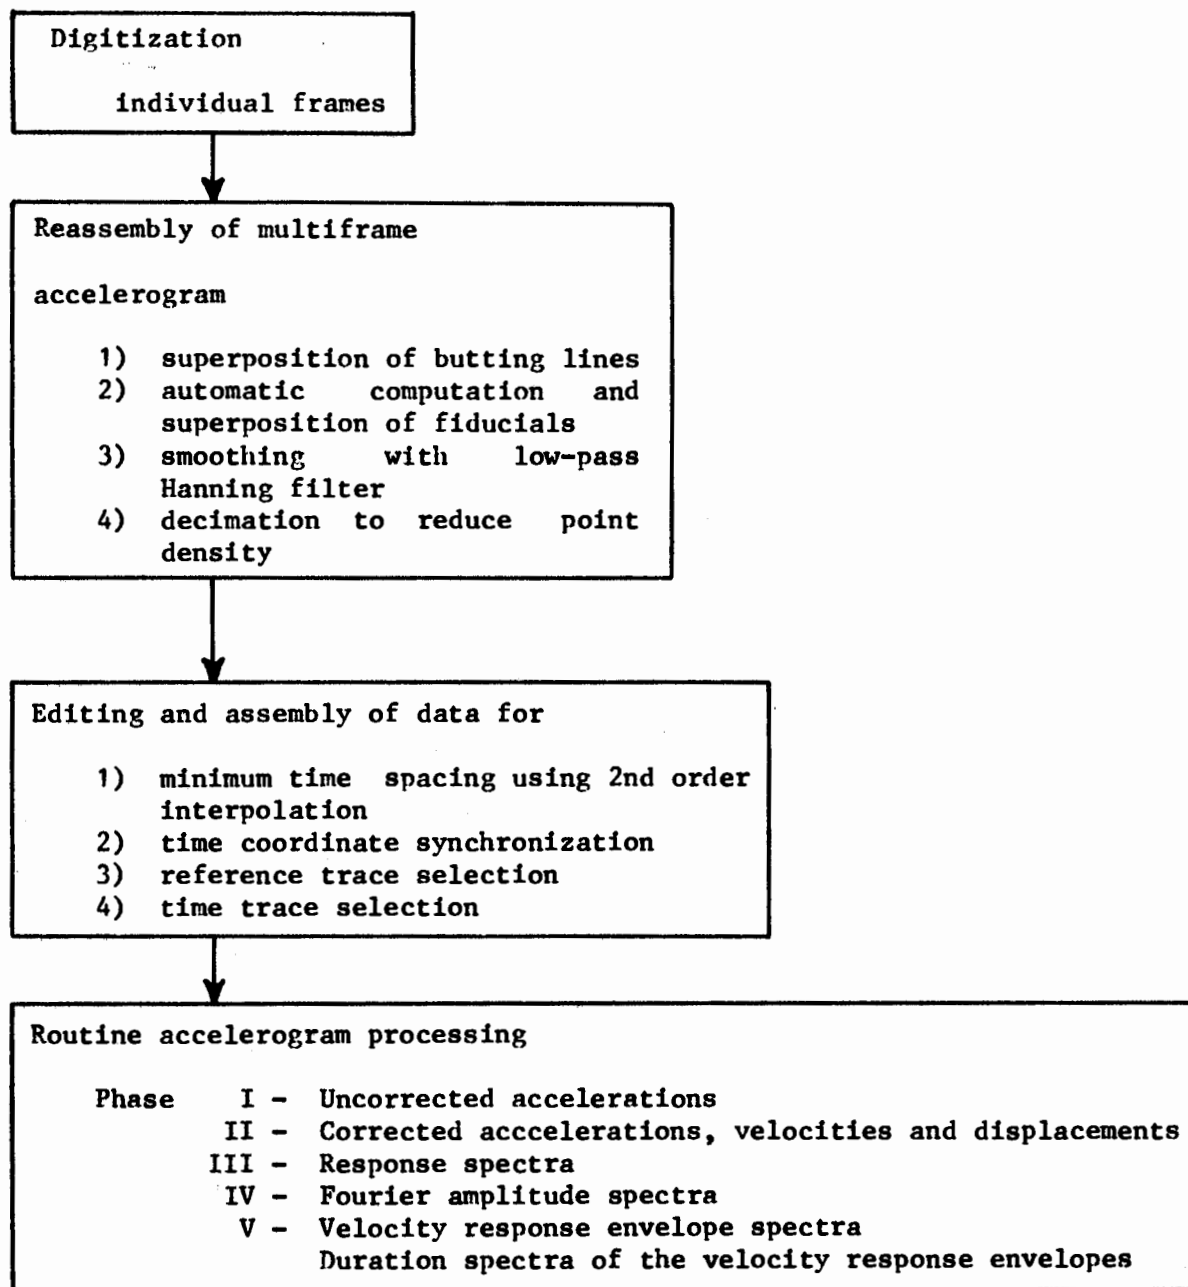 Digitization
individual frames
Reassembly of multiframe
accelerogram
1) superposition of butting lines
2) automatic computation and
superposition of fiducials
3) smoothing with low-pass
Hanning filter
4) decimation to reduce point
density
Editing and assembly of data for
1) minimum time spacing using 2nd order
interpolation
2) time coordinate synchronization
3) reference trace selection
4) time trace selection
Routine accelerogram processing
Phase I - Uncorrected accelerations
II - Corrected acccelerations, velocities and displacements
III - Response spectra
IV - Fourier amplitude spectra
V - Velocity response envelope spectra
Duration spectra of the velocity response envelopes